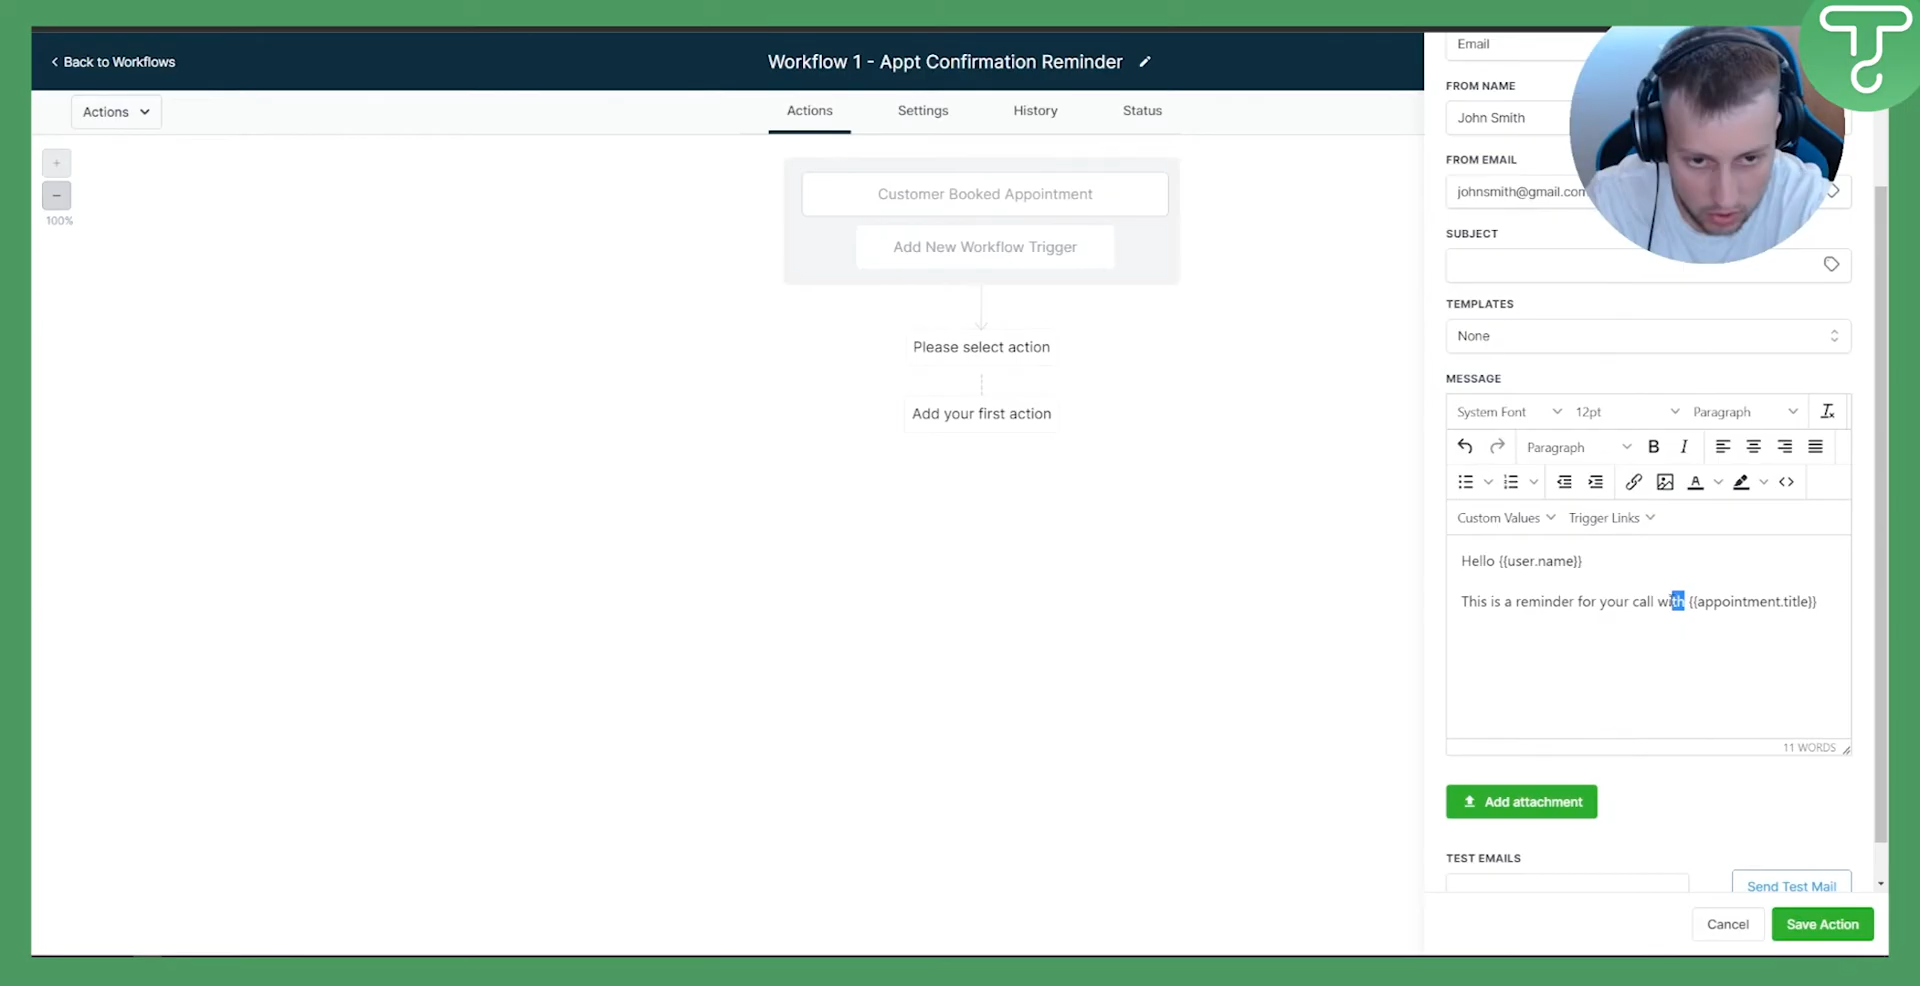 Back to Workflows
Workflow 1 - Appt Confirmation Reminder
Actions
Actions
Settings
History
Status
100%
Customer Booked Appointment
Add New Workflow Trigger
Please select action
Add your first action
Email
FROM NAME
John Smith
FROM EMAIL
johnsmith@gmail.com
SUBJECT
TEMPLATES
None
MESSAGE
System Font
12pt
Paragraph
Paragraph
B
I
A
Custom Values
Trigger Links
Hello {{user.name}}
This is a reminder for your call with {{appointment.title}}
11 WORDS
Add attachment
TEST EMAILS
Send Test Mail
Cancel
Save Action